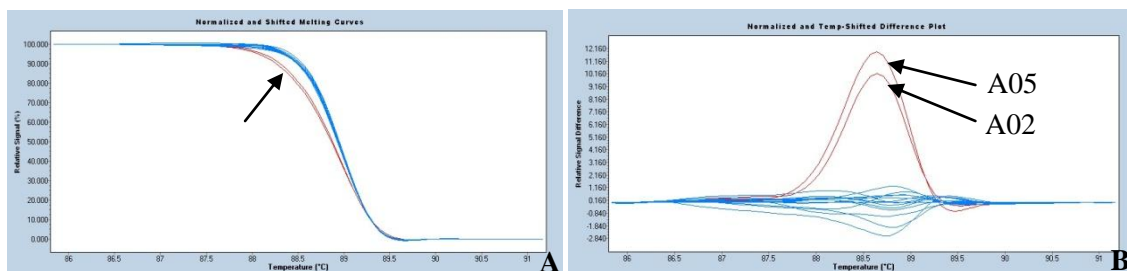 Normalized and Shifted Melting Curves
Relative Signal (%)
100.000
90.000
80.000
70.000
60.000
50.000
40.000
30.000
20.000
10.000
0.000
86 86.5 87 87.5 88 88.5 89 89.5 90 90.5 91
Temperature (°C)
A
Normalized and Temp-Shifted Difference Plot
Relative Signal Difference
12.160
11.160
10.160
9.160
8.160
7.160
6.160
5.160
4.160
3.160
2.160
1.160
0.160
-0.840
-1.840
-2.840
A05
A02
86 86.5 87 87.5 88 88.5 89 89.5 90 90.5 91
Temperature (°C)
B